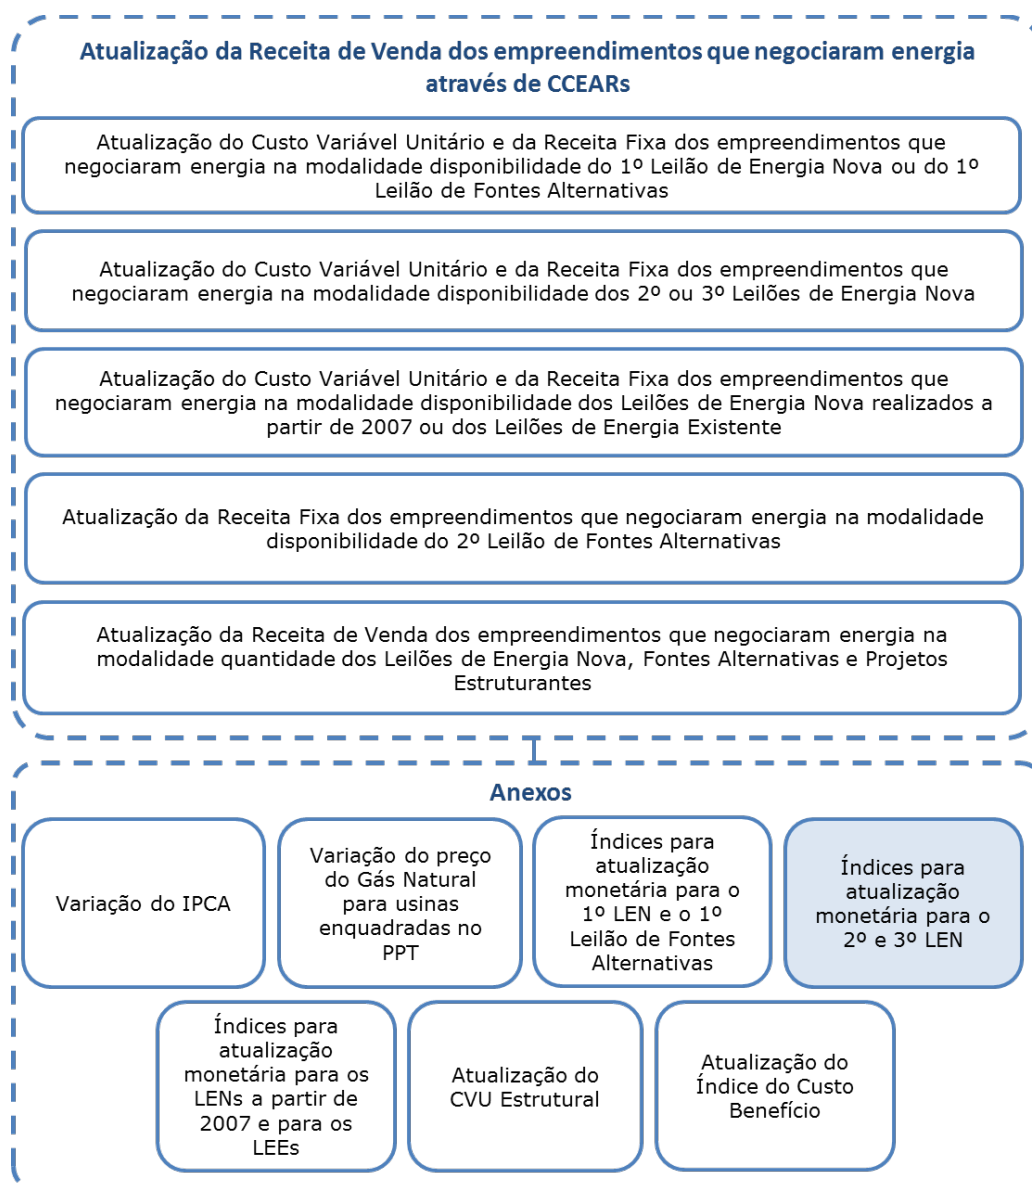 Atualização da Receita de Venda dos empreendimentos que negociaram energia
através de CCEARs
Atualização do Custo Variável Unitário e da Receita Fixa dos empreendimentos que
negociaram energia na modalidade disponibilidade do 1º Leilão de Energia Nova ou do 1º
Leilão de Fontes Alternativas
Atualização do Custo Variável Unitário e da Receita Fixa dos empreendimentos que
negociaram energia na modalidade disponibilidade dos 2º ou 3º Leilões de Energia Nova
Atualização do Custo Variável Unitário e da Receita Fixa dos empreendimentos que
negociaram energia na modalidade disponibilidade dos Leilões de Energia Nova realizados a
partir de 2007 ou dos Leilões de Energia Existente
Atualização da Receita Fixa dos empreendimentos que negociaram energia na modalidade
disponibilidade do 2º Leilão de Fontes Alternativas
Atualização da Receita de Venda dos empreendimentos que negociaram energia na
modalidade quantidade dos Leilões de Energia Nova, Fontes Alternativas e Projetos
Estruturantes
Anexos
Variação do IPCA
Variação do preço
do Gás Natural
para usinas
enquadradas no
PPT
Índices para
atualização
monetária para o
1º LEN e o 1º
Leilão de Fontes
Alternativas
Índices para
atualização
monetária para o
2º e 3º LEN
Índices para
atualização
monetária para os
LENs a partir de
2007 e para os
LEEs
Atualização do
CVU Estrutural
Atualização do
Índice do Custo
Benefício